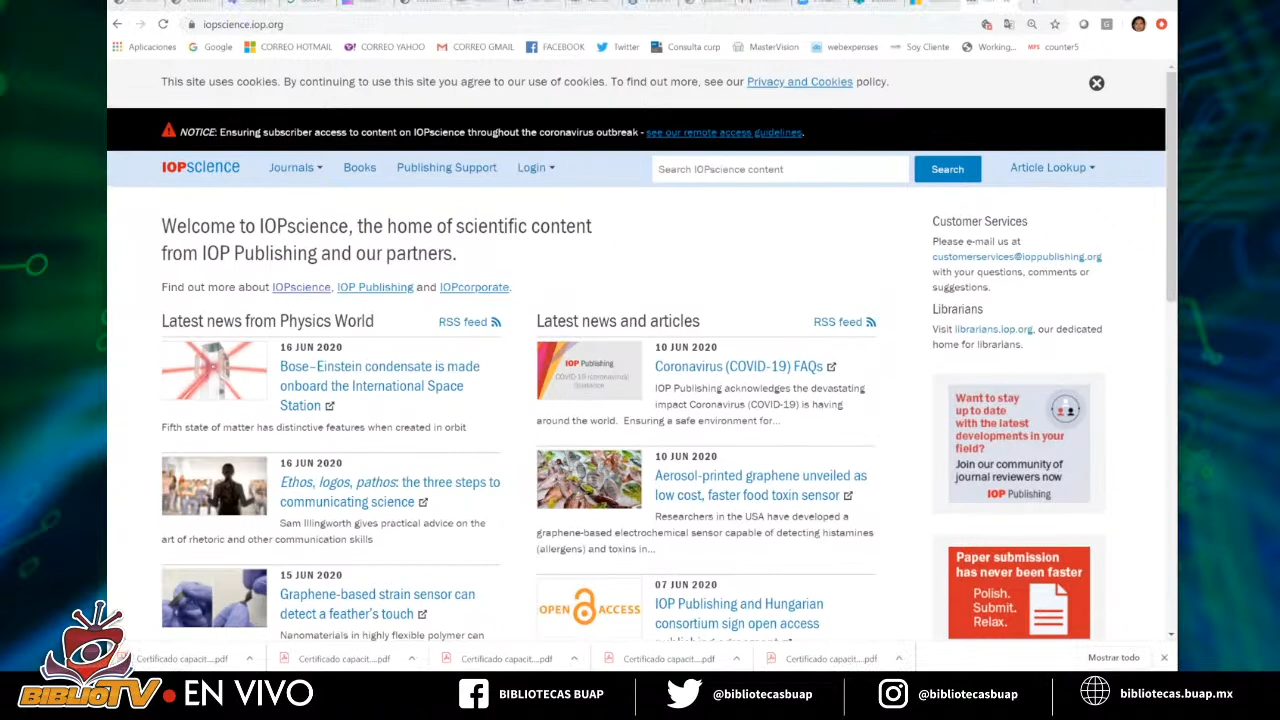 iopscience.iop.org
Aplicaciones Google CORREO HOTMAIL CORREO YAHOO CORREO GMAIL FACEBOOK Twitter Consulta curp MasterVision webexpenses Soy Cliente Working... counter5
This site uses cookies. By continuing to use this site you agree to our use of cookies. To find out more, see our Privacy and Cookies policy.
NOTICE: Ensuring subscriber access to content on IOPscience throughout the coronavirus outbreak - see our remote access guidelines.
IOPscience Journals Books Publishing Support Login Search IOPscience content Search Article Lookup
Welcome to IOPscience, the home of scientific content
from IOP Publishing and our partners.
Find out more about IOPscience, IOP Publishing and IOPcorporate.
Latest news from Physics World RSS feed
16 JUN 2020
Bose–Einstein condensate is made
onboard the International Space
Station
Fifth state of matter has distinctive features when created in orbit
16 JUN 2020
Ethos, logos, pathos: the three steps to
communicating science
Sam Illingworth gives practical advice on the
art of rhetoric and other communication skills
15 JUN 2020
Graphene-based strain sensor can
detect a feather's touch
Nanomaterials in highly flexible polymer can
Latest news and articles RSS feed
IOP Publishing
COVID-19 (coronavirus)
Guidance
10 JUN 2020
Coronavirus (COVID-19) FAQs
IOP Publishing acknowledges the devastating
impact Coronavirus (COVID-19) is having
around the world. Ensuring a safe environment for...
10 JUN 2020
Aerosol-printed graphene unveiled as
low cost, faster food toxin sensor
Researchers in the USA have developed a
graphene-based electrochemical sensor capable of detecting histamines
(allergens) and toxins in...
OPEN ACCESS
07 JUN 2020
IOP Publishing and Hungarian
consortium sign open access
publishing agreement
Customer Services
Please e-mail us at
customerservices@ioppublishing.org
with your questions, comments or
suggestions.
Librarians
Visit librarians.iop.org, our dedicated
home for librarians.
Want to stay
up to date
with the latest
developments in your
field?
Join our community of
journal reviewers now
IOP Publishing
Paper submission
has never been faster
Polish.
Submit.
Relax.
Certificado capacit....pdf Certificado capacit....pdf Certificado capacit....pdf Certificado capacit....pdf Certificado capacit....pdf Mostrar todo
BIBLIOTV EN VIVO BIBLIOTECAS BUAP @bibliotecasbuap @bibliotecasbuap bibliotecas.buap.mx